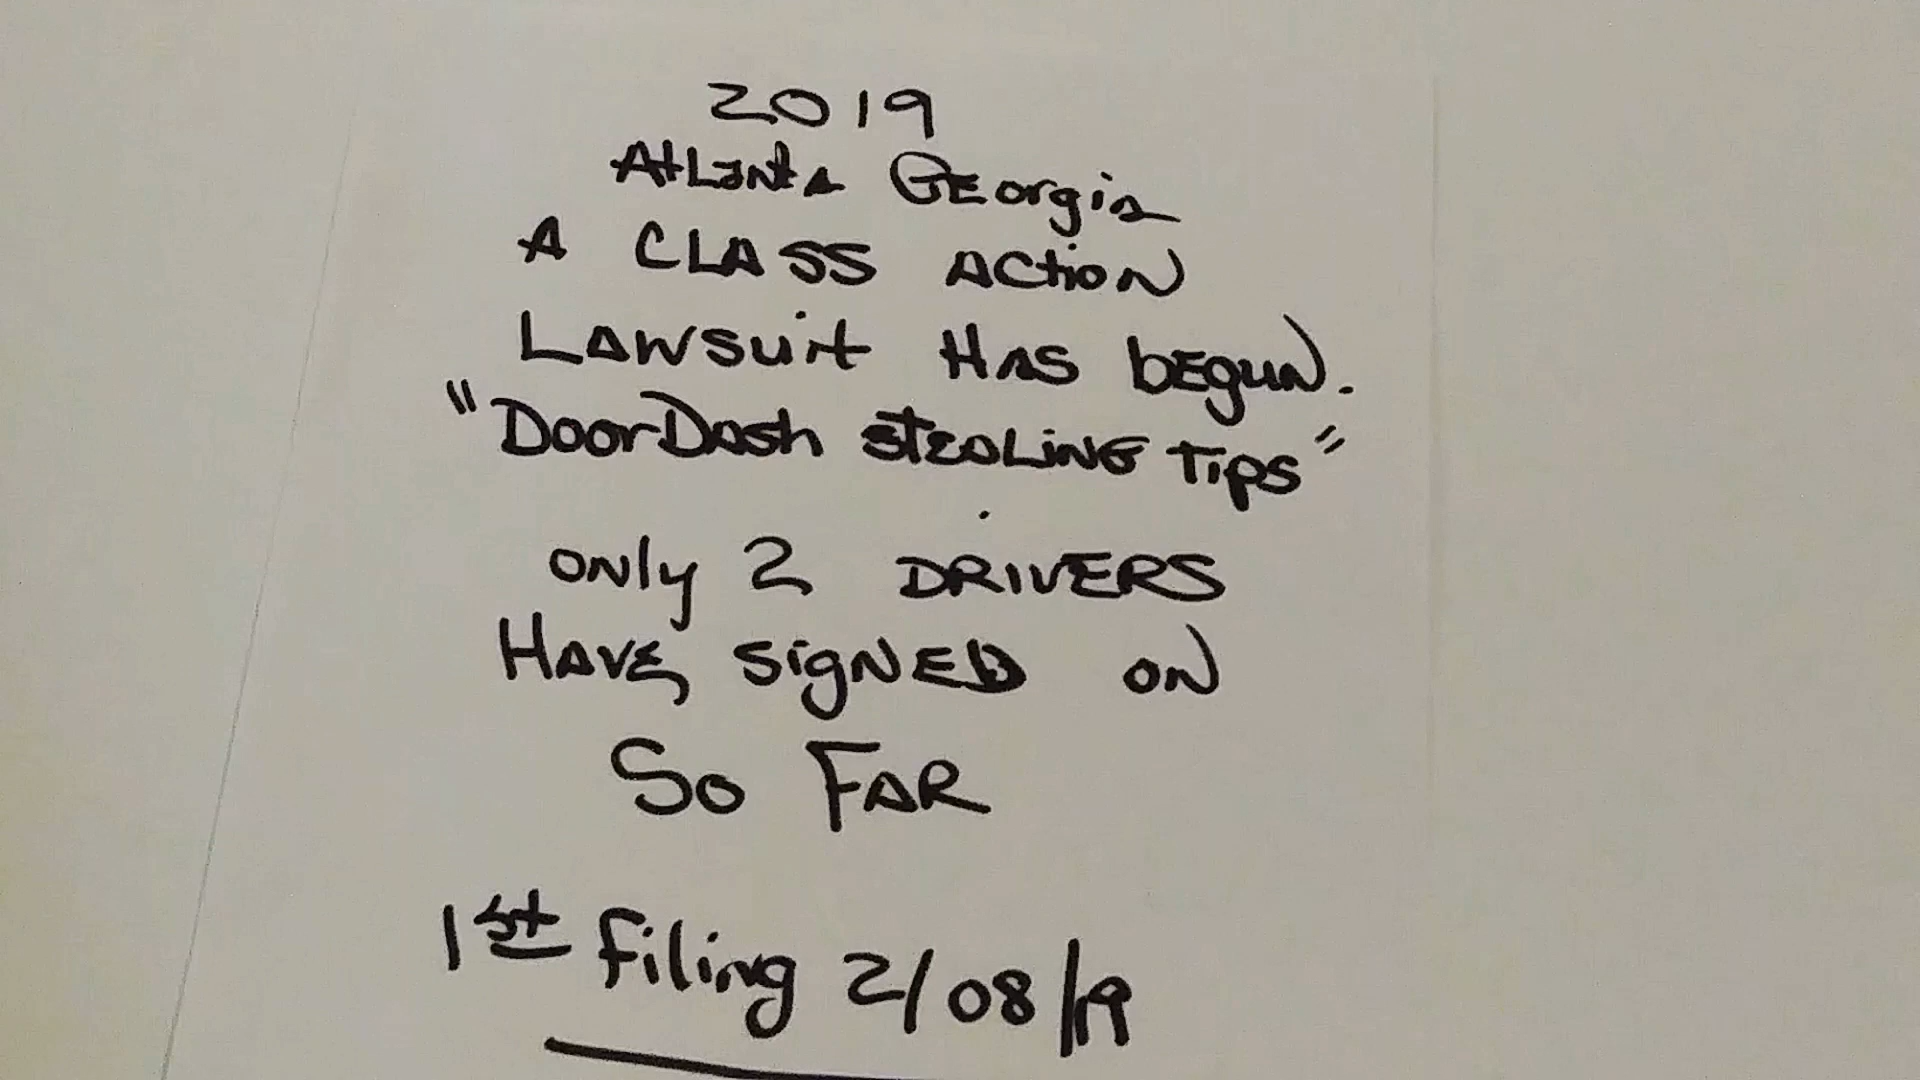 2019
Atlanta Georgia
A CLASS Action
Lawsuit Has begun.
"DoorDash stealing Tips"
only 2 DRIVERS
Have signed on
So FAR
1st Filing 2/08/19